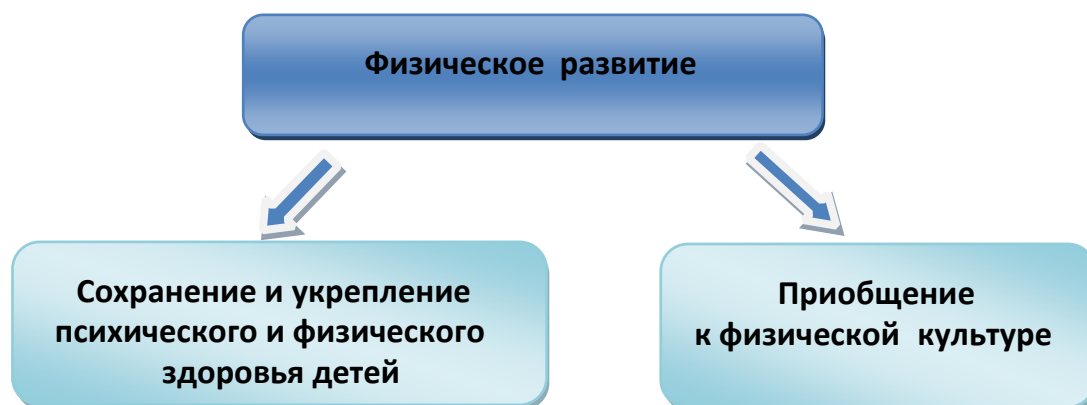 Физическое развитие
Сохранение и укрепление
психического и физического
здоровья детей
Приобщение
к физической культуре